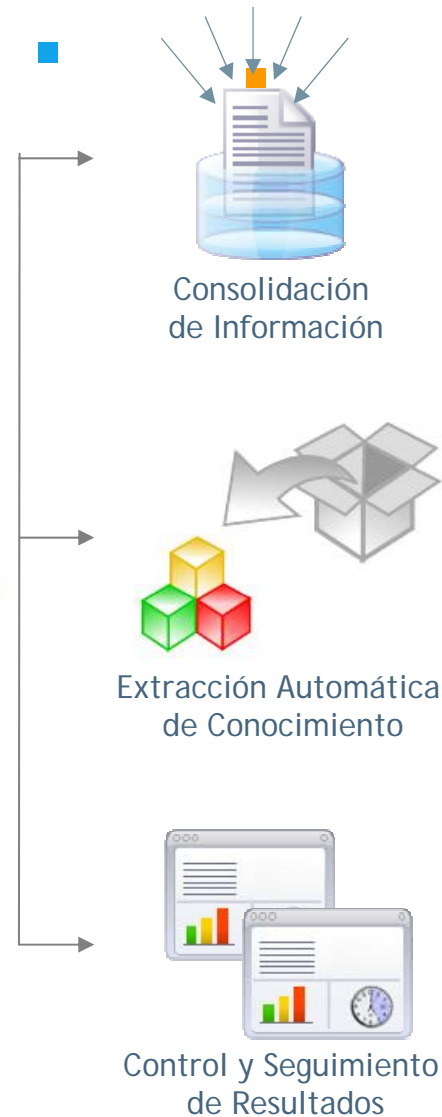 Consolidación
de Información
Extracción Automática
de Conocimiento
Control y Seguimiento
de Resultados